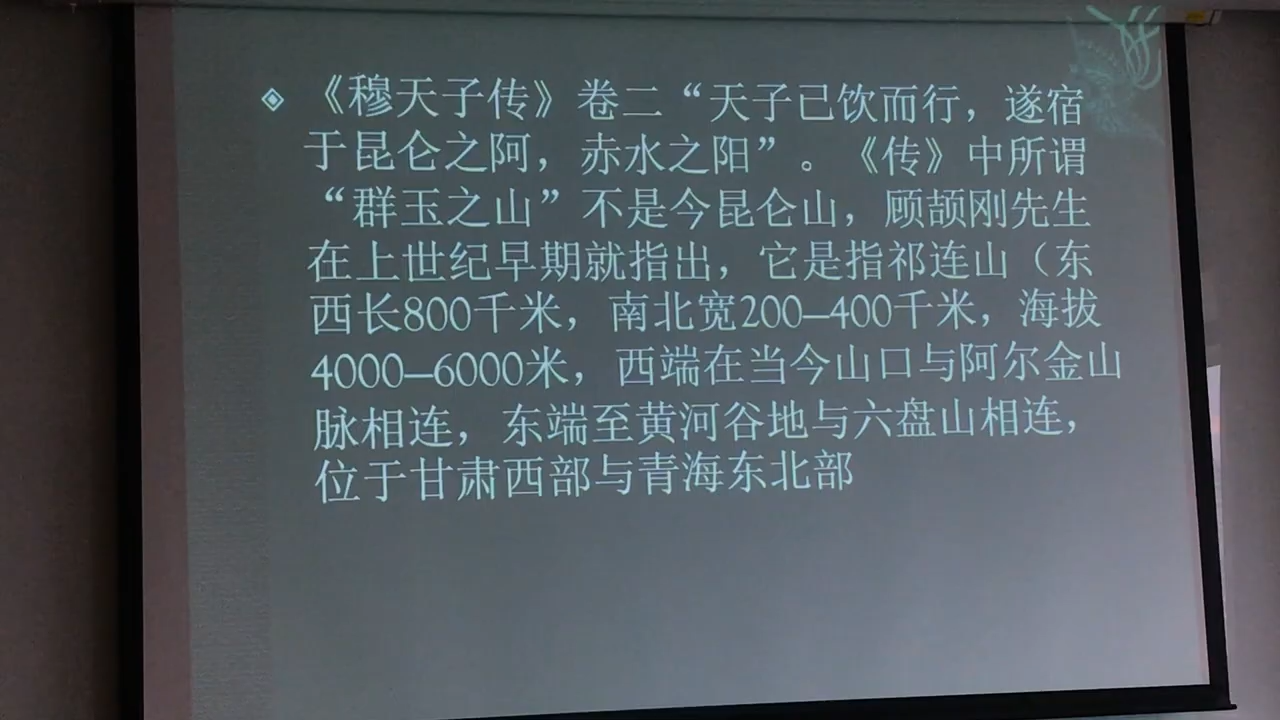 《穆天子传》卷二“天子已饮而行，遂宿
于昆仑之阿，赤水之阳”。《传》中所谓
“群玉之山”不是今昆仑山，顾颉刚先生
在上世纪早期就指出，它是指祁连山（东
西长800千米，南北宽200—400千米，海拔
4000—6000米，西端在当今山口与阿尔金山
脉相连，东端至黄河谷地与六盘山相连，
位于甘肃西部与青海东北部